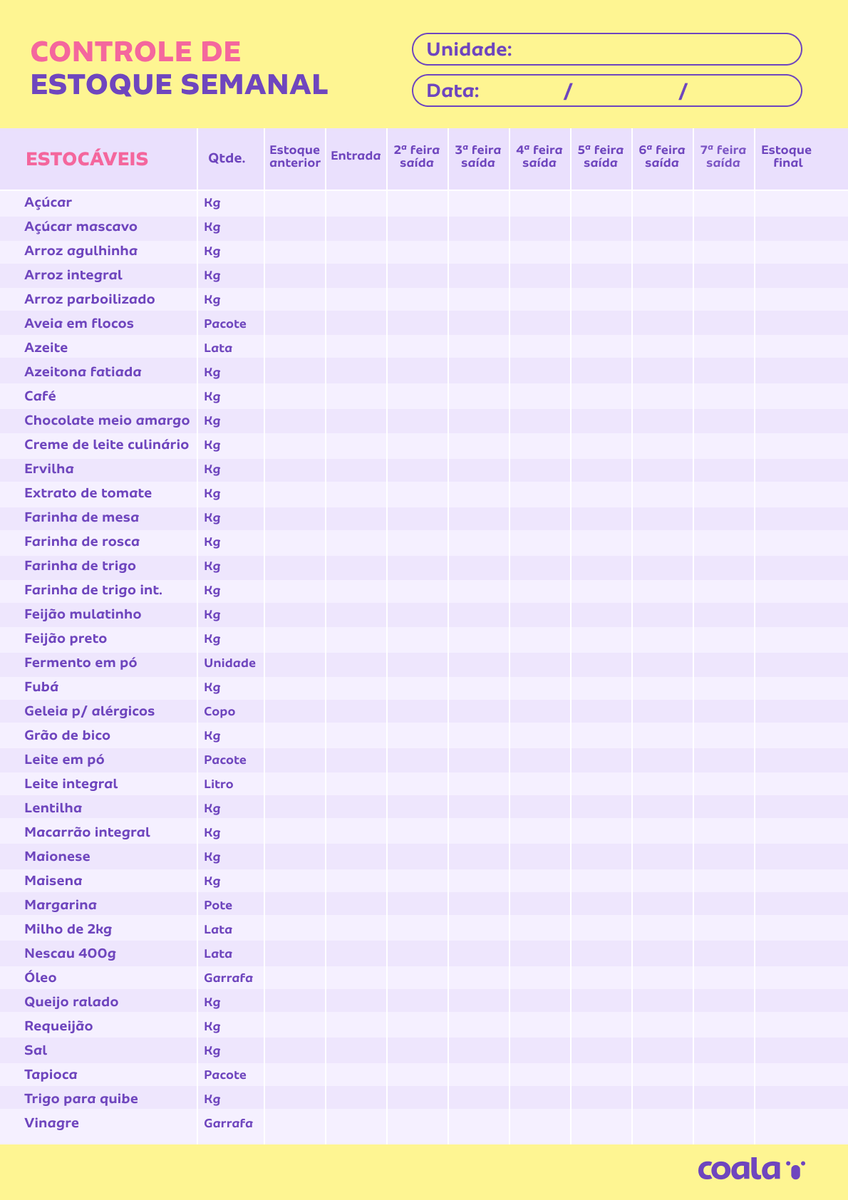 CONTROLE DE
ESTOQUE SEMANAL
Unidade:
Data: / /
ESTOCÁVEIS Qtde. Estoque anterior Entrada 2ª feira saída 3ª feira saída 4ª feira saída 5ª feira saída 6ª feira saída 7ª feira saída Estoque final
Açúcar Kg
Açúcar mascavo Kg
Arroz agulhinha Kg
Arroz integral Kg
Arroz parboilizado Kg
Aveia em flocos Pacote
Azeite Lata
Azeitona fatiada Kg
Café Kg
Chocolate meio amargo Kg
Creme de leite culinário Kg
Ervilha Kg
Extrato de tomate Kg
Farinha de mesa Kg
Farinha de rosca Kg
Farinha de trigo Kg
Farinha de trigo int. Kg
Feijão mulatinho Kg
Feijão preto Kg
Fermento em pó Unidade
Fubá Kg
Geleia p/ alérgicos Copo
Grão de bico Kg
Leite em pó Pacote
Leite integral Litro
Lentilha Kg
Macarrão integral Kg
Maionese Kg
Maisena Kg
Margarina Pote
Milho de 2kg Lata
Nescau 400g Lata
Óleo Garrafa
Queijo ralado Kg
Requeijão Kg
Sal Kg
Tapioca Pacote
Trigo para quibe Kg
Vinagre Garrafa
coala